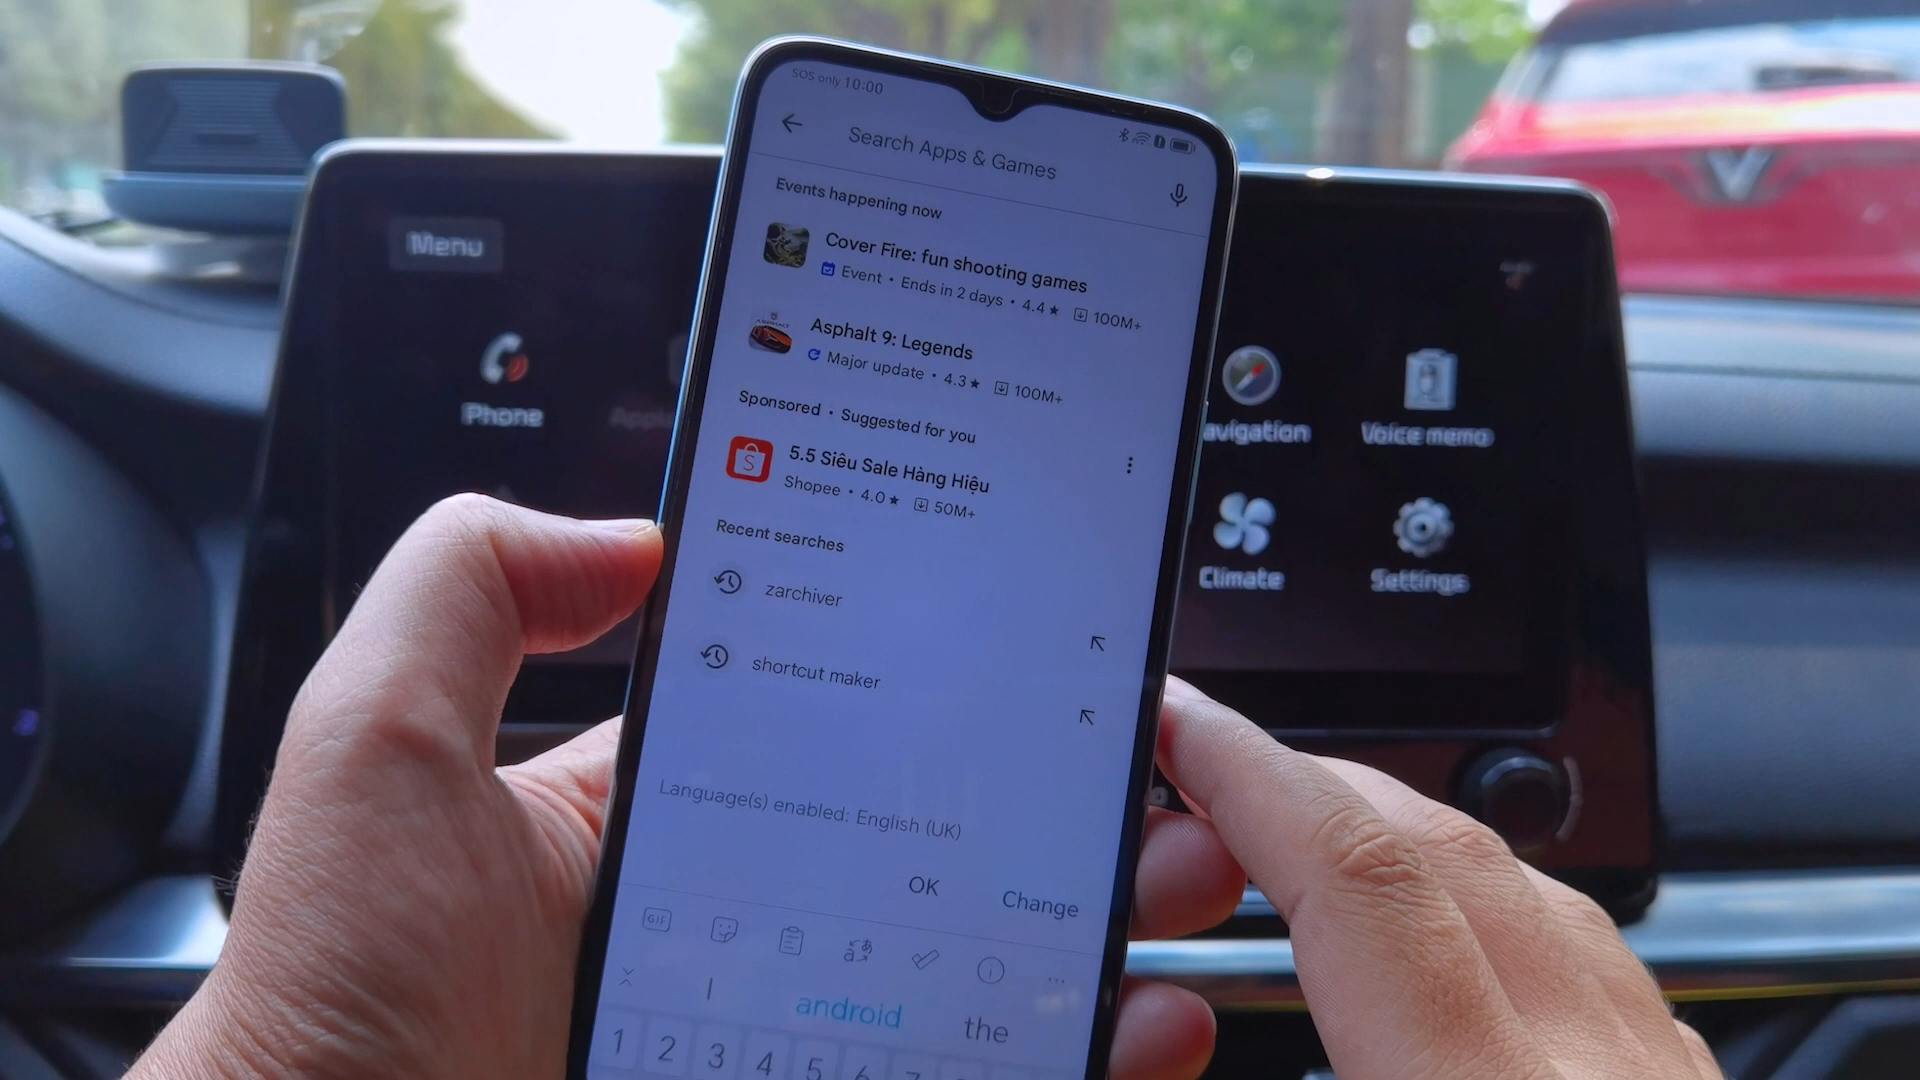 SOS only 10:00
Search Apps & Games
Events happening now
Cover Fire: fun shooting games
Event • Ends in 2 days • 4.4★ 100M+
Asphalt 9: Legends
Major update • 4.3★ 100M+
Sponsored • Suggested for you
5.5 Siêu Sale Hàng Hiệu
Shopee • 4.0★ 50M+
Recent searches
zarchiver
shortcut maker
Language(s) enabled: English (UK)
OK Change
GIF
I android the
1 2 3 4 5 6 7
Menu
Phone
avigation
Voice memo
Climate
Settings